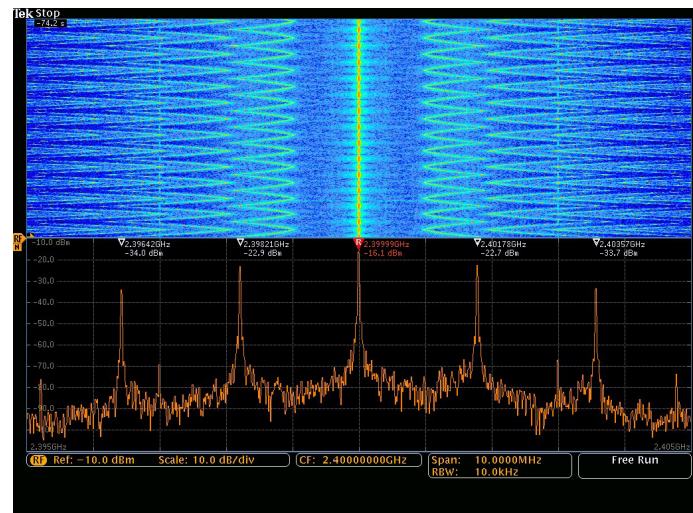 Tek Stop
-74.2 s
RF
N
-10.0 dBm
2.39642GHz
-34.0 dBm
2.39821GHz
-22.9 dBm
R
2.39999GHz
-16.1 dBm
2.40178GHz
-22.7 dBm
2.40357GHz
-33.7 dBm
-20.0
-30.0
-40.0
-50.0
-60.0
-70.0
-80.0
-90.0
2.395GHz
2.405GHz
RF Ref: -10.0 dBm Scale: 10.0 dB/div
CF: 2.40000000GHz
Span: 10.0000MHz
RBW: 10.0kHz
Free Run